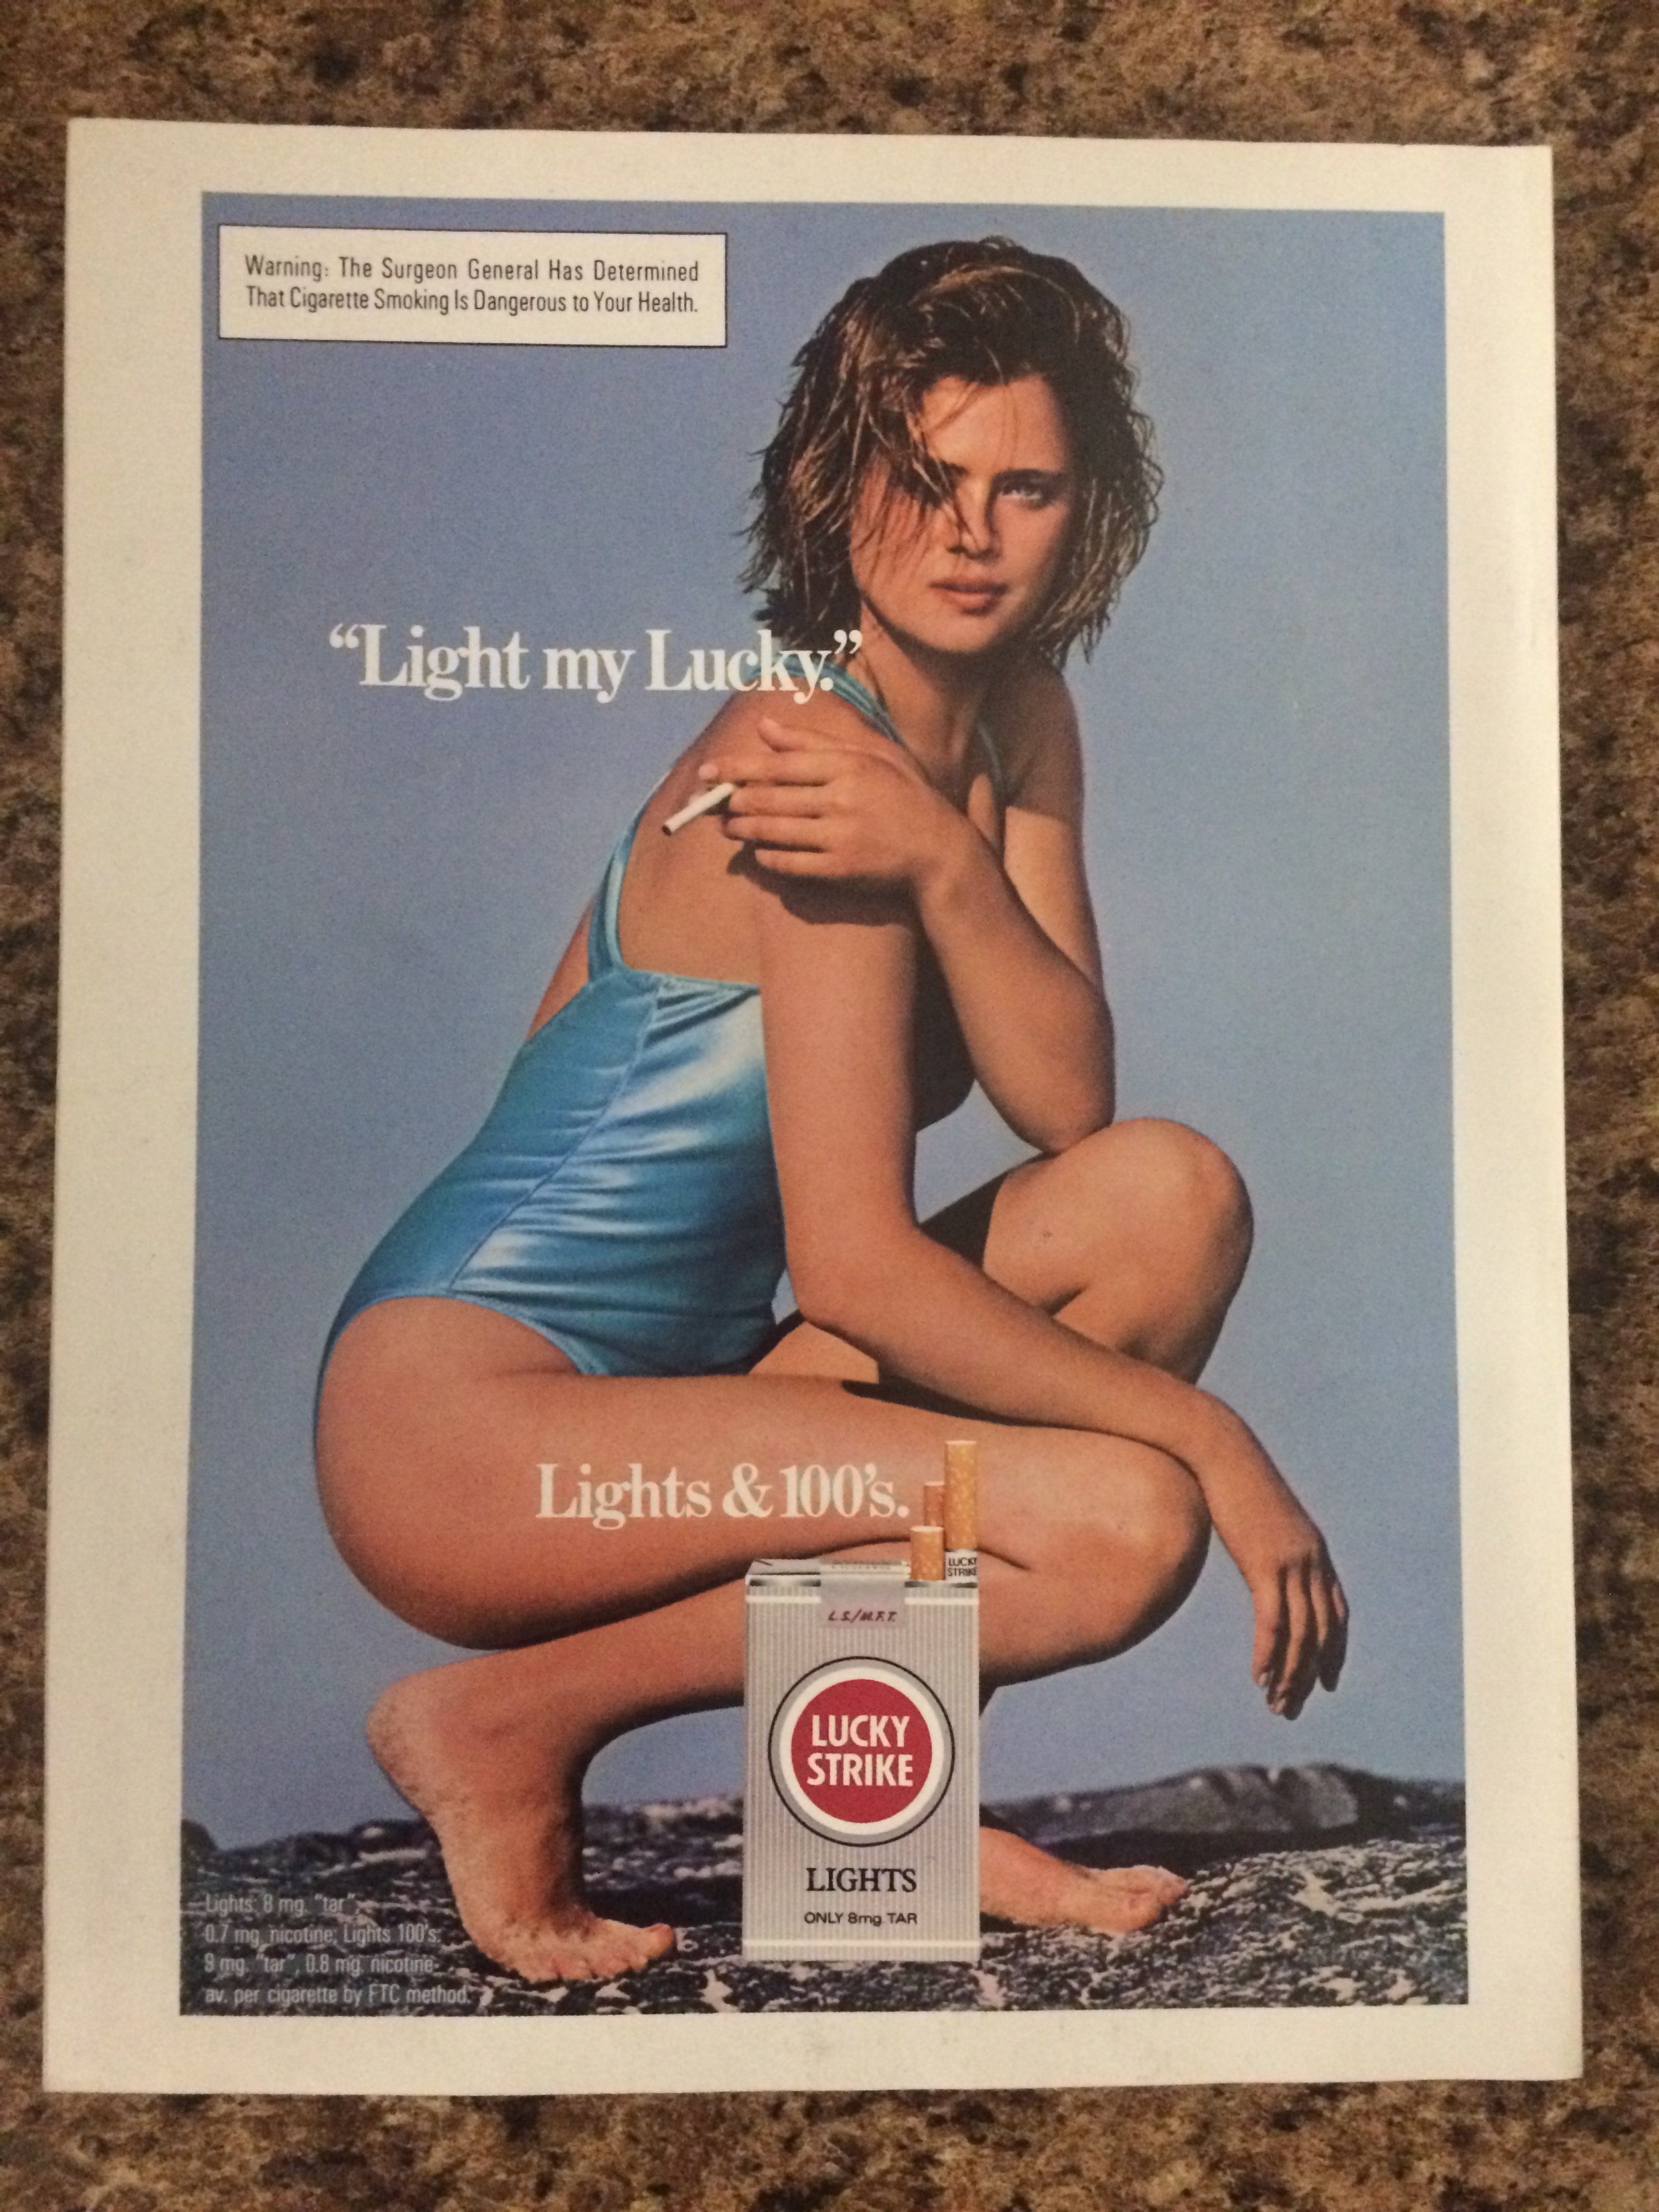 Warning: The Surgeon General Has Determined
That Cigarette Smoking Is Dangerous to Your Health.
“Light my Lucky.”
Lights & 100's.
LUCKY
STRIKE
L.S./M.F.T.
LUCKY
STRIKE
LIGHTS
ONLY 8mg. TAR
Lights: 8 mg. "tar",
0.7 mg. nicotine; Lights 100's:
9 mg. "tar", 0.8 mg. nicotine
av. per cigarette by FTC method.